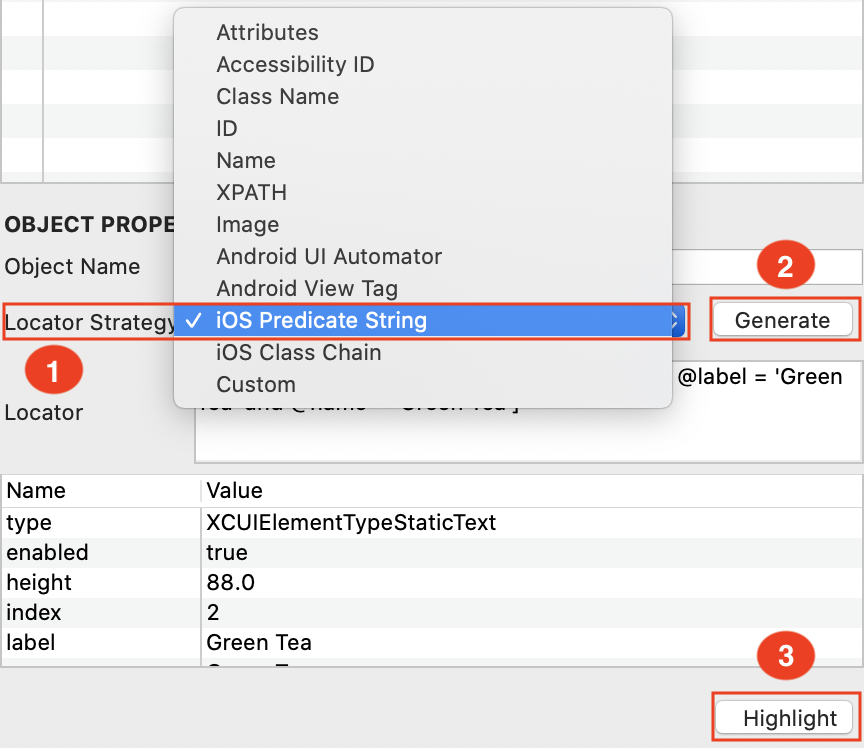 Attributes
Accessibility ID
Class Name
ID
Name
XPATH
Image
Android UI Automator
Android View Tag
✓ iOS Predicate String
iOS Class Chain
Custom
OBJECT PROPE
Object Name
2
Locator Strategy
Generate
1
@label = 'Green
Locator
Name Value
type XCUIElementTypeStaticText
enabled true
height 88.0
index 2
label Green Tea
3
Highlight